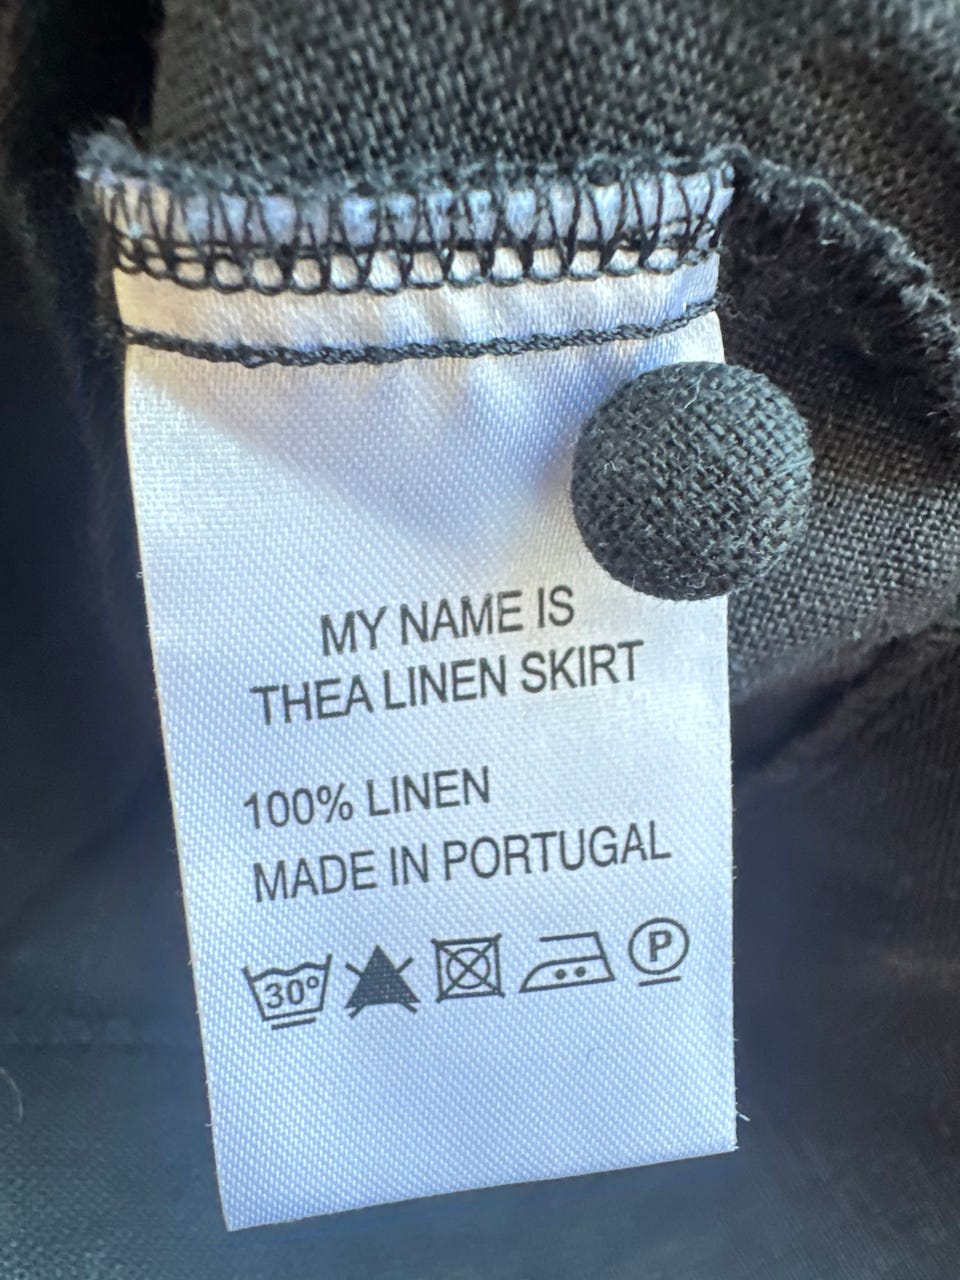 MY NAME IS
THEA LINEN SKIRT
100% LINEN
MADE IN PORTUGAL
30° P